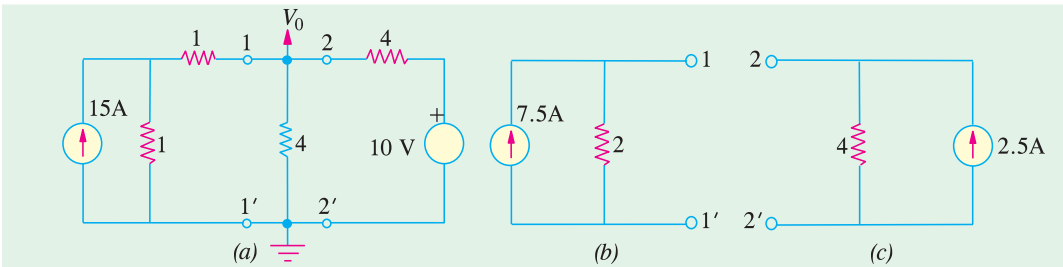 V0
1 1 2 4
15A 1 4 10 V +
1′ 2′
(a)
7.5A 2 1
1′
(b)
2 4 2.5A
2′
(c)